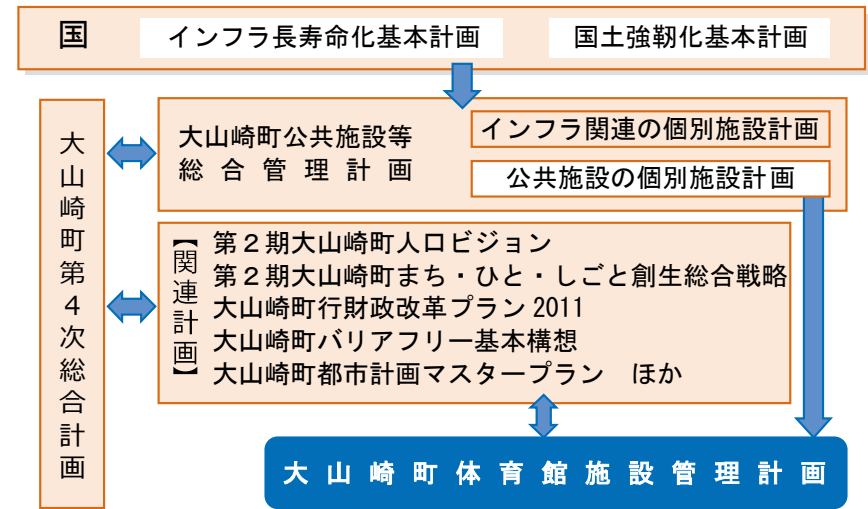 国 インフラ長寿命化基本計画 国土強靭化基本計画
大山崎町第４次総合計画
大山崎町公共施設等
総合管理計画
インフラ関連の個別施設計画
公共施設の個別施設計画
【関連計画】
第２期大山崎町人口ビジョン
第２期大山崎町まち・ひと・しごと創生総合戦略
大山崎町行財政改革プラン 2011
大山崎町バリアフリー基本構想
大山崎町都市計画マスタープラン　ほか
大山崎町体育館施設管理計画